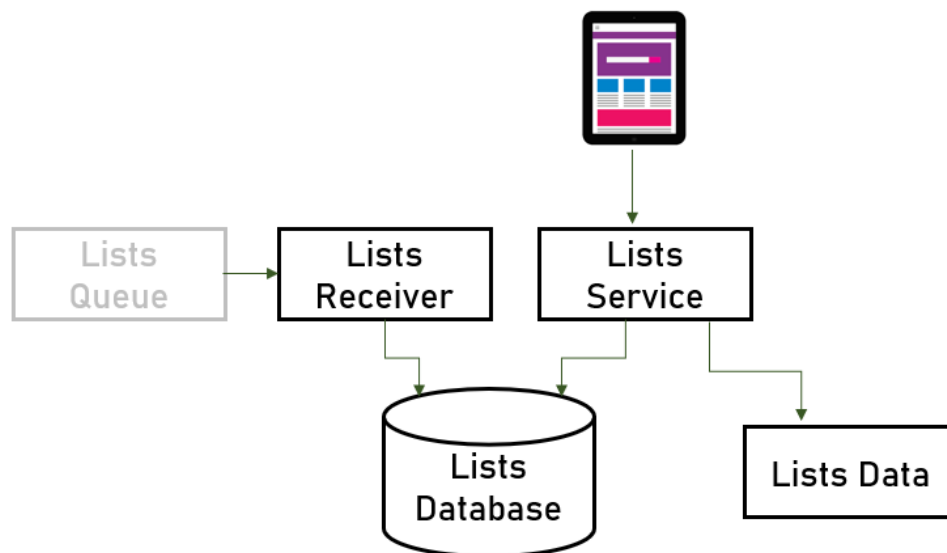 Lists
Queue
Lists
Receiver
Lists
Service
Lists
Database
Lists Data